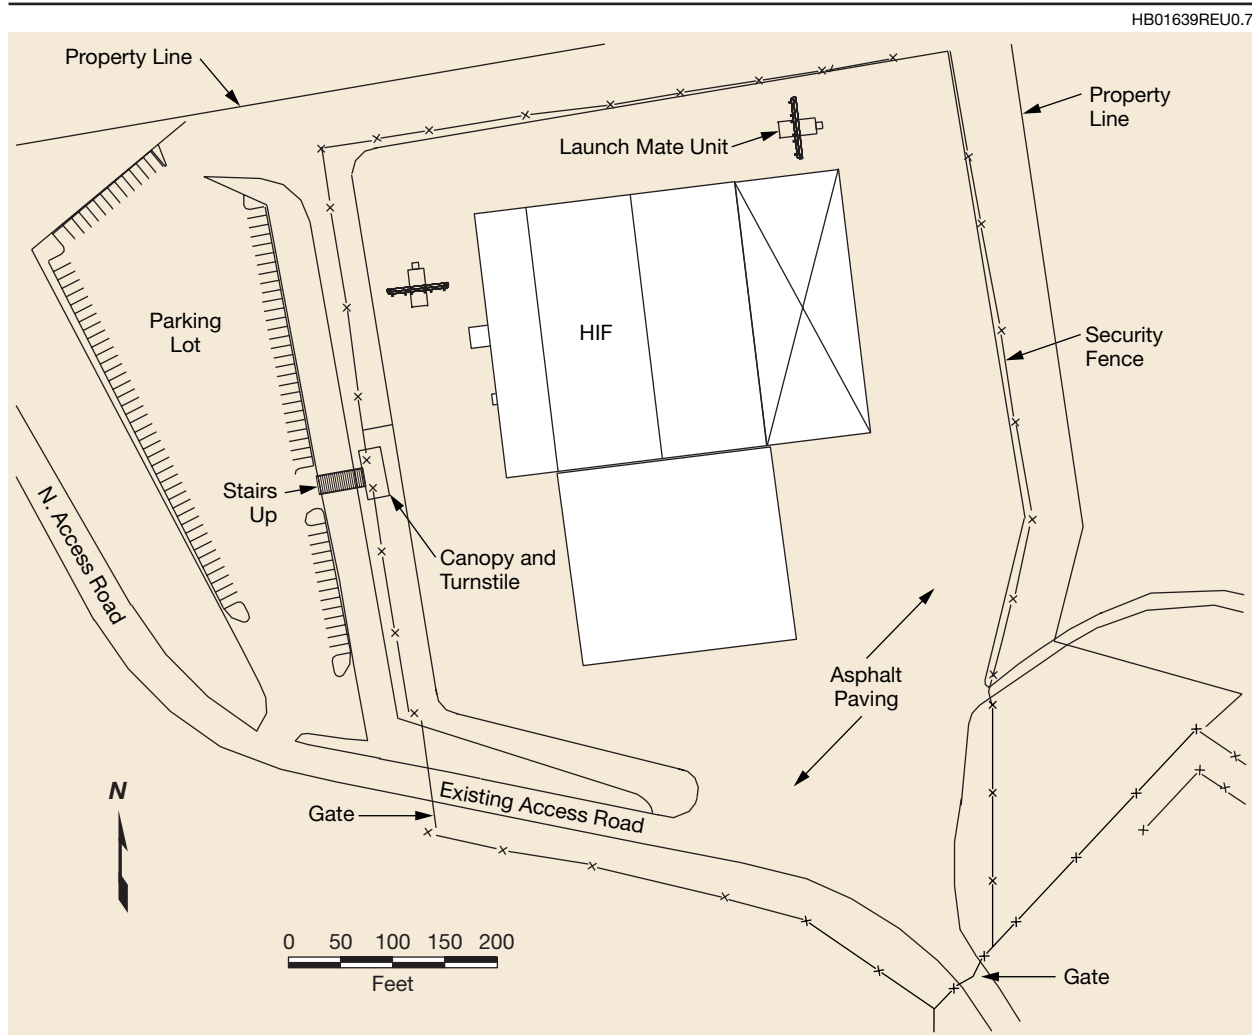 HB01639REU0.7
Property Line
Property
Line
Launch Mate Unit
Parking
Lot
HIF
Security
Fence
Stairs
Up
N. Access Road
Canopy and
Turnstile
Asphalt
Paving
N
Existing Access Road
Gate
0 50 100 150 200
Feet
Gate